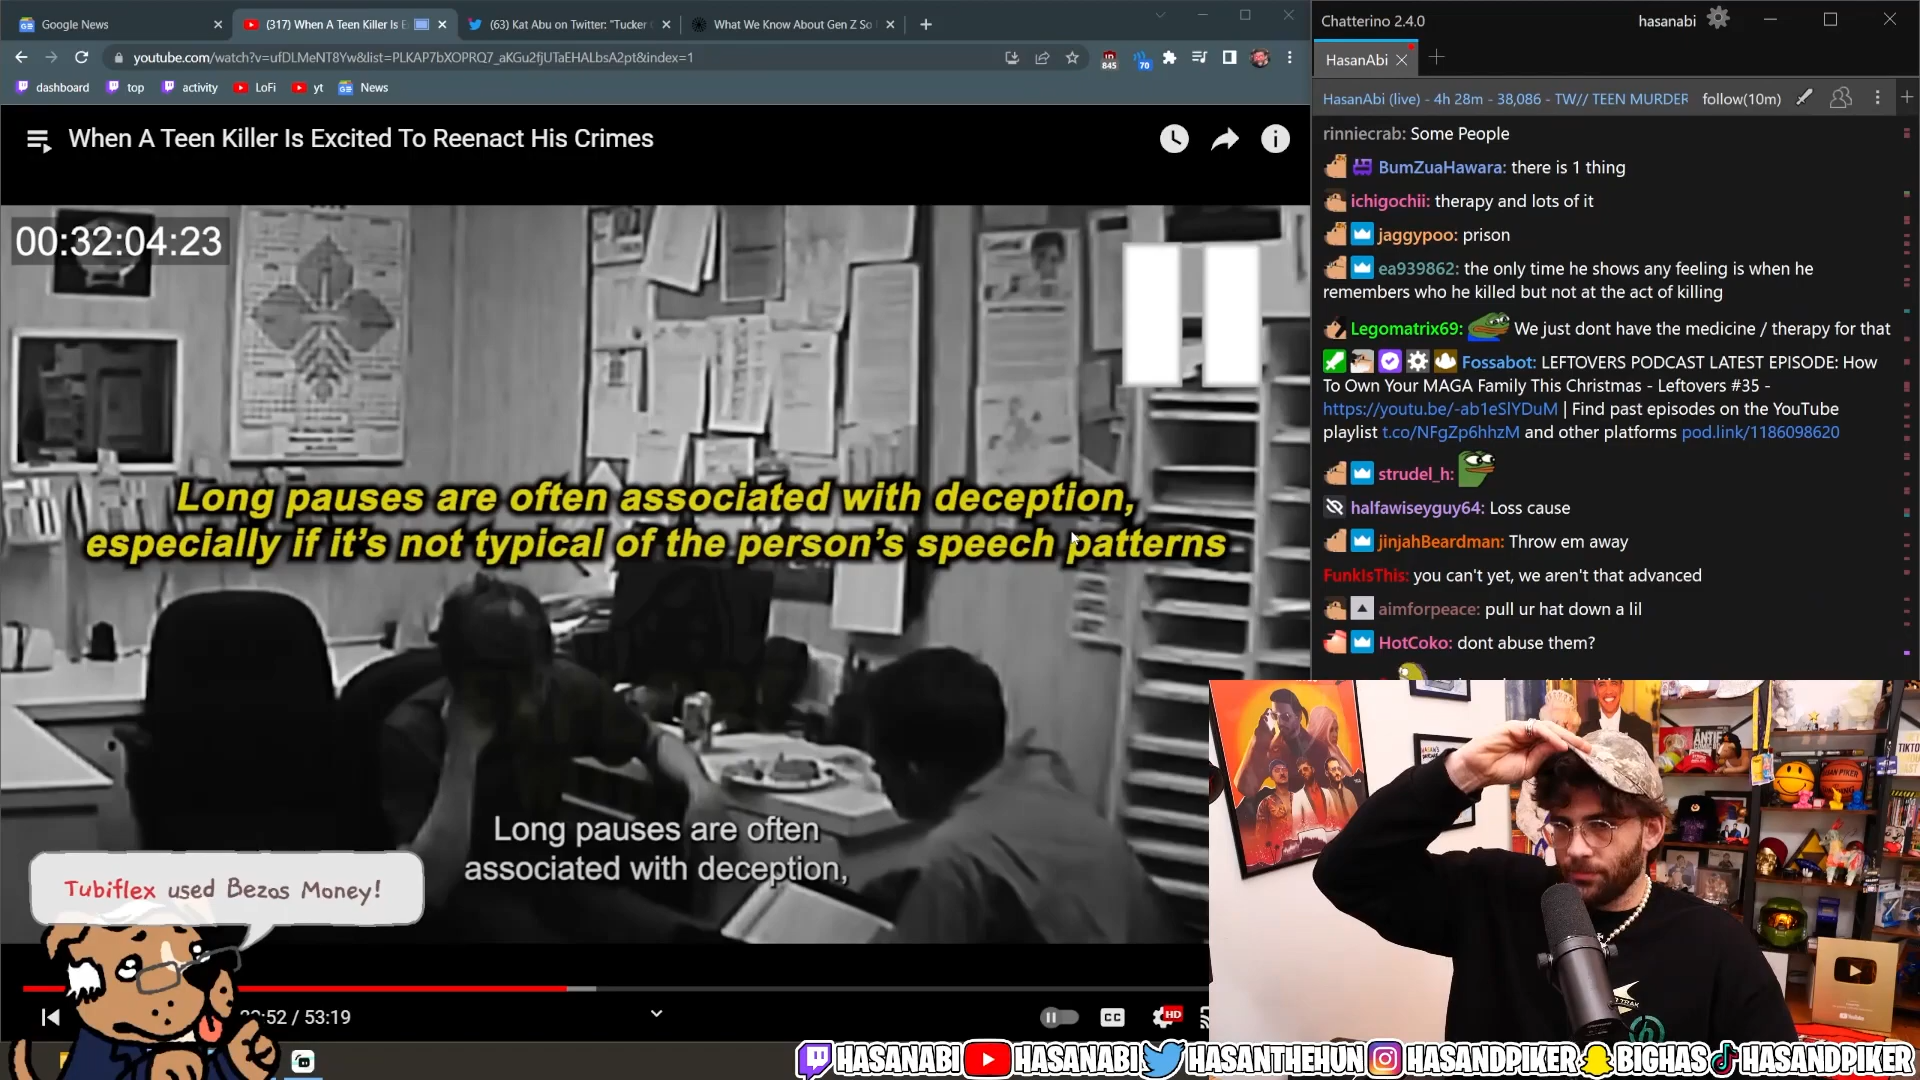 Google News
(317) When A Teen Killer Is E
(63) Kat Abu on Twitter: "Tucker
What We Know About Gen Z So
youtube.com/watch?v=ufDLMeNT8Yw&list=PLKAP7bXOPRQ7_aKGu2fjUTaEHALbsA2pt&index=1
845
70
dashboard
top
activity
LoFi
yt
News
When A Teen Killer Is Excited To Reenact His Crimes
00:32:04:23
Long pauses are often associated with deception,
especially if it's not typical of the person's speech patterns
Long pauses are often
associated with deception,
Tubiflex used Bezos Money!
:52 / 53:19
CC
HD
Chatterino 2.4.0
hasanabi
HasanAbi
HasanAbi (live) - 4h 28m - 38,086 - TW// TEEN MURDER
follow(10m)
rinniecrab: Some People
BumZuaHawara: there is 1 thing
ichigochii: therapy and lots of it
jaggypoo: prison
ea939862: the only time he shows any feeling is when he
remembers who he killed but not at the act of killing
Legomatrix69: We just dont have the medicine / therapy for that
Fossabot: LEFTOVERS PODCAST LATEST EPISODE: How
To Own Your MAGA Family This Christmas - Leftovers #35 -
https://youtu.be/-ab1eSlYDuM | Find past episodes on the YouTube
playlist t.co/NFgZp6hhzM and other platforms pod.link/1186098620
strudel_h:
halfawiseyguy64: Loss cause
jinjahBeardman: Throw em away
FunkIsThis: you can't yet, we aren't that advanced
aimforpeace: pull ur hat down a lil
HotCoko: dont abuse them?
HASANABI
HASANABI
HASANTHEHUN
HASANDPIKER
BIGHAS
HASANDPIKER